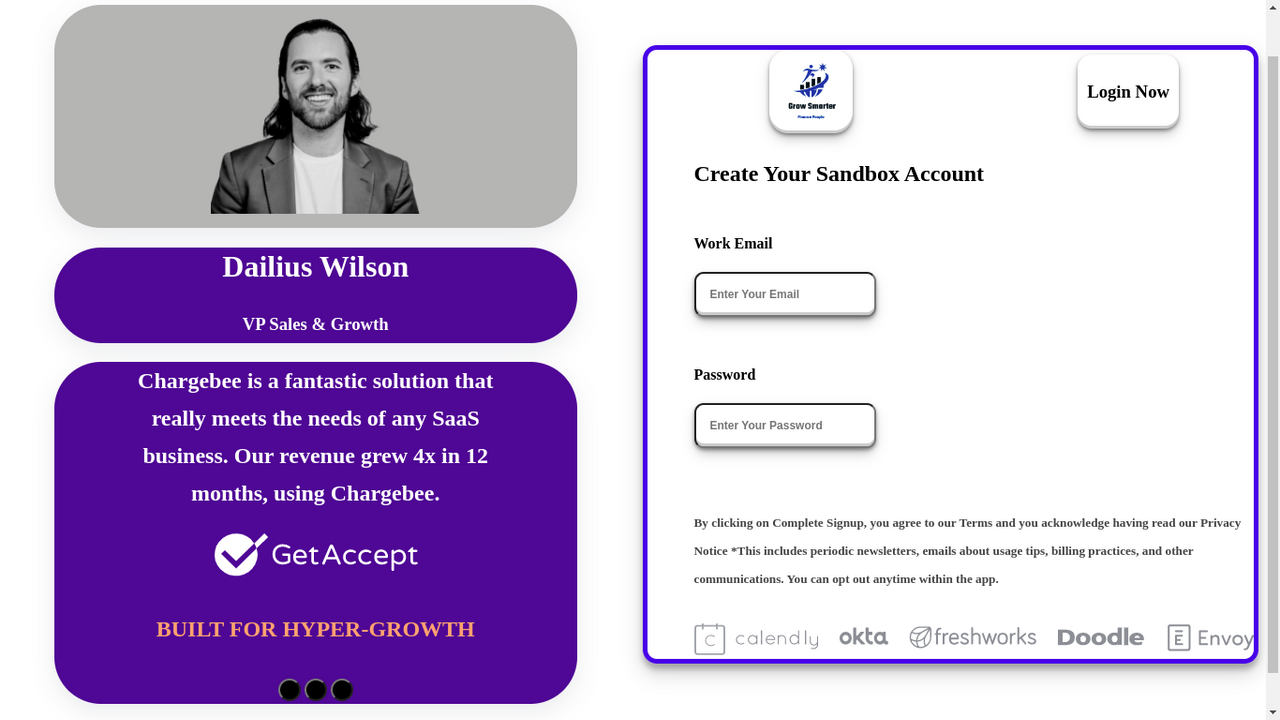 Dailius Wilson
VP Sales & Growth
Chargebee is a fantastic solution that
really meets the needs of any SaaS
business. Our revenue grew 4x in 12
months, using Chargebee.
GetAccept
BUILT FOR HYPER-GROWTH
Grow Smarter
Finance People
Login Now
Create Your Sandbox Account
Work Email
Enter Your Email
Password
Enter Your Password
By clicking on Complete Signup, you agree to our Terms and you acknowledge having read our Privacy
Notice *This includes periodic newsletters, emails about usage tips, billing practices, and other
communications. You can opt out anytime within the app.
calendly okta freshworks Doodle Envoy